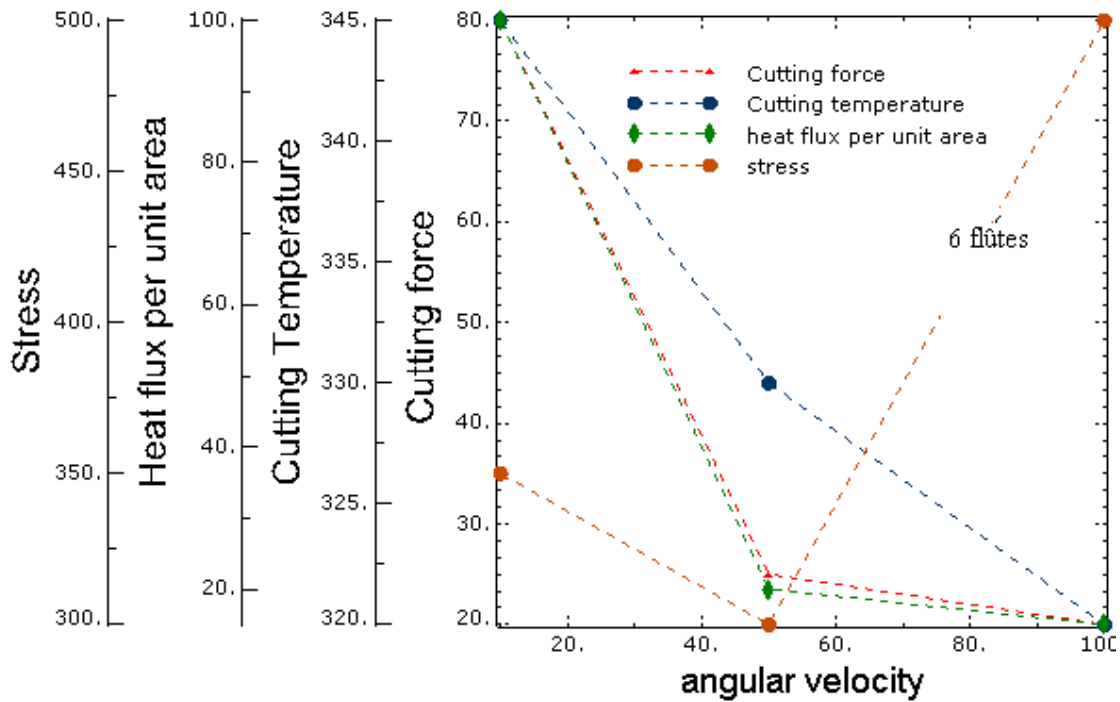 Stress
500.
450.
400.
350.
300.
Heat flux per unit area
100.
80.
60.
40.
20.
Cutting Temperature
345.
340.
335.
330.
325.
320.
Cutting force
80.
70.
60.
50.
40.
30.
20.
Cutting force
Cutting temperature
heat flux per unit area
stress
6 flûtes
20. 40. 60. 80. 100
angular velocity